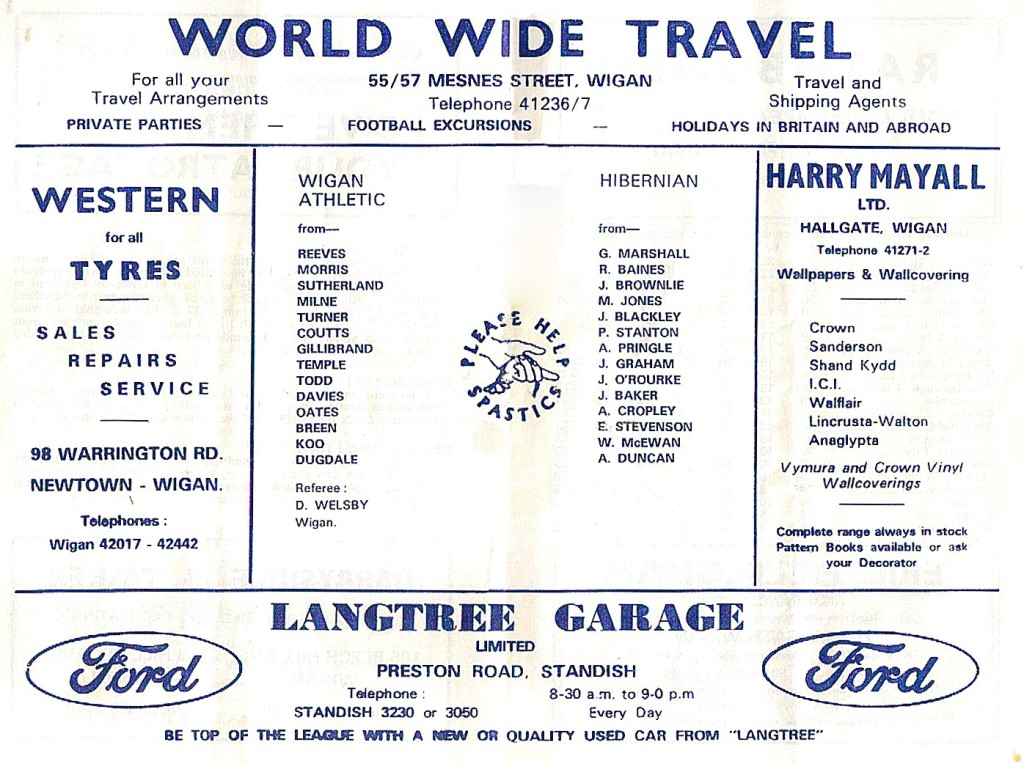 WORLD WIDE TRAVEL
For all your
Travel Arrangements
55/57 MESNES STREET, WIGAN
Telephone 41236/7
Travel and
Shipping Agents
PRIVATE PARTIES — FOOTBALL EXCURSIONS — HOLIDAYS IN BRITAIN AND ABROAD
WESTERN
for all
TYRES
SALES
REPAIRS
SERVICE
98 WARRINGTON RD.
NEWTOWN - WIGAN.
Telephones :
Wigan 42017 - 42442
WIGAN
ATHLETIC
from—
REEVES
MORRIS
SUTHERLAND
MILNE
TURNER
COUTTS
GILLIBRAND
TEMPLE
TODD
DAVIES
OATES
BREEN
KOO
DUGDALE
Referee :
D. WELSBY
Wigan.
PLEASE HELP
SPASTICS
HIBERNIAN
from—
G. MARSHALL
R. BAINES
J. BROWNLIE
M. JONES
J. BLACKLEY
P. STANTON
A. PRINGLE
J. GRAHAM
J. O'ROURKE
J. BAKER
A. CROPLEY
E. STEVENSON
W. McEWAN
A. DUNCAN
HARRY MAYALL
LTD.
HALLGATE, WIGAN
Telephone 41271-2
Wallpapers & Wallcovering
Crown
Sanderson
Shand Kydd
I.C.I.
Walflair
Lincrusta-Walton
Anaglypta
Vymura and Crown Vinyl
Wallcoverings
Complete range always in stock
Pattern Books available or ask
your Decorator
LANGTREE GARAGE
LIMITED
PRESTON ROAD, STANDISH
Telephone :
STANDISH 3230 or 3050
8-30 a.m. to 9-0 p.m
Every Day
Ford
Ford
BE TOP OF THE LEAGUE WITH A NEW OR QUALITY USED CAR FROM "LANGTREE"